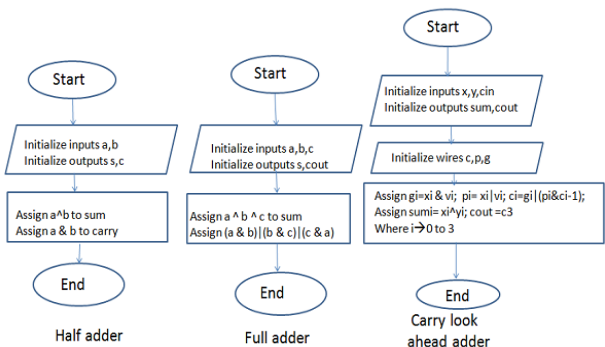 Start
Initialize inputs a,b
Initialize outputs s,c
Assign a^b to sum
Assign a & b to carry
End
Half adder
Start
Initialize inputs a,b,c
Initialize outputs s,cout
Assign a ^ b ^ c to sum
Assign (a & b)|(b & c)|(c & a)
End
Full adder
Start
Initialize inputs x,y,cin
Initialize outputs sum,cout
Initialize wires c,p,g
Assign gi=xi & vi; pi= xi|vi; ci=gi|(pi&ci-1);
Assign sumi= xi^yi; cout =c3
Where i→0 to 3
End
Carry look
ahead adder